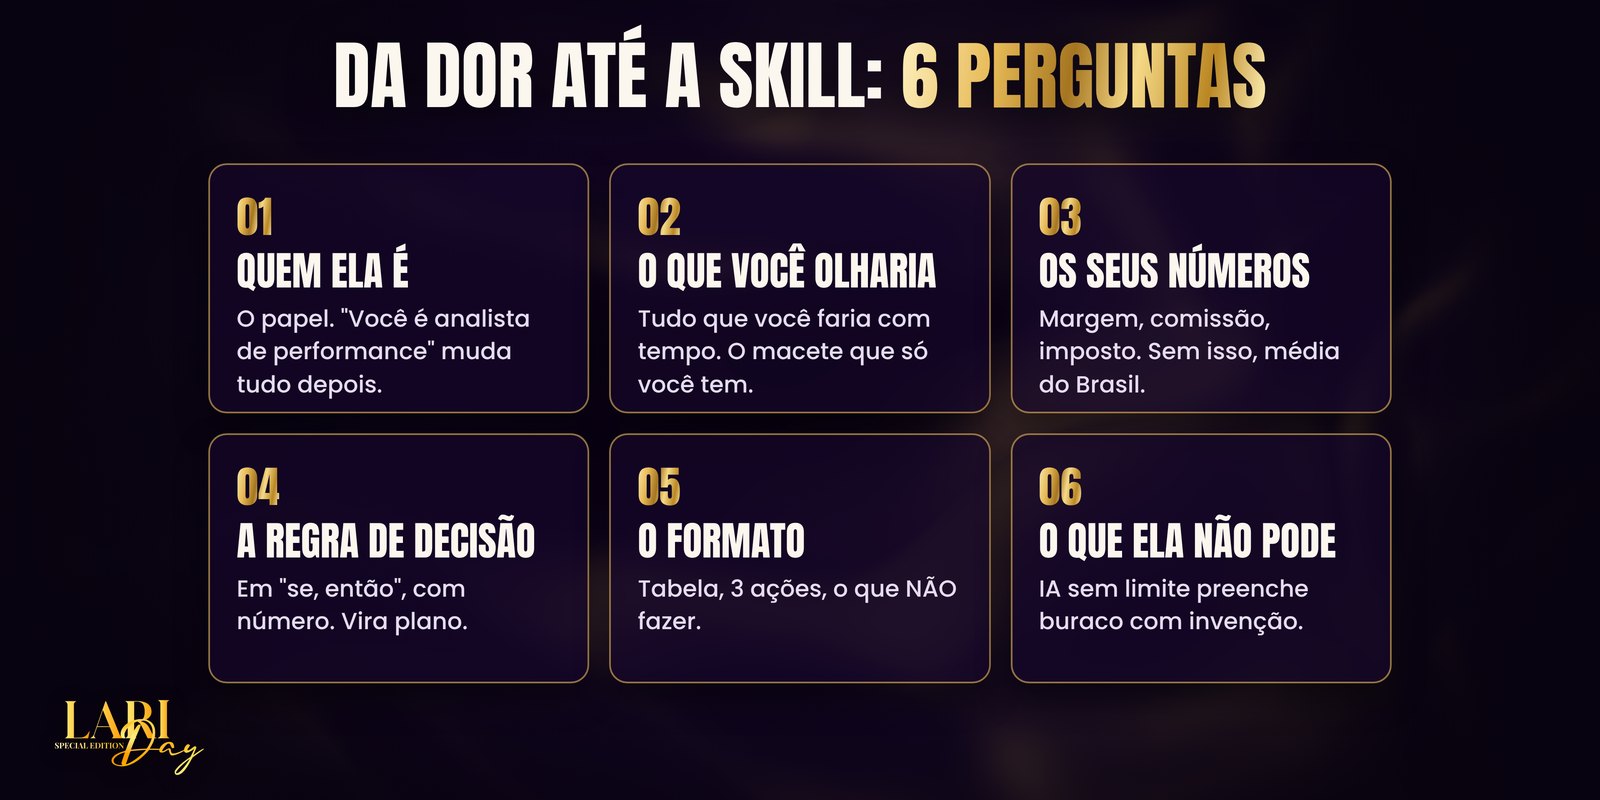 DA DOR ATÉ A SKILL: 6 PERGUNTAS
01
QUEM ELA É
O papel. "Você é analista
de performance" muda
tudo depois.
02
O QUE VOCÊ OLHARIA
Tudo que você faria com
tempo. O macete que só
você tem.
03
OS SEUS NÚMEROS
Margem, comissão,
imposto. Sem isso, média
do Brasil.
04
A REGRA DE DECISÃO
Em "se, então", com
número. Vira plano.
05
O FORMATO
Tabela, 3 ações, o que NÃO
fazer.
06
O QUE ELA NÃO PODE
IA sem limite preenche
buraco com invenção.
LARI
SPECIAL EDITION Day